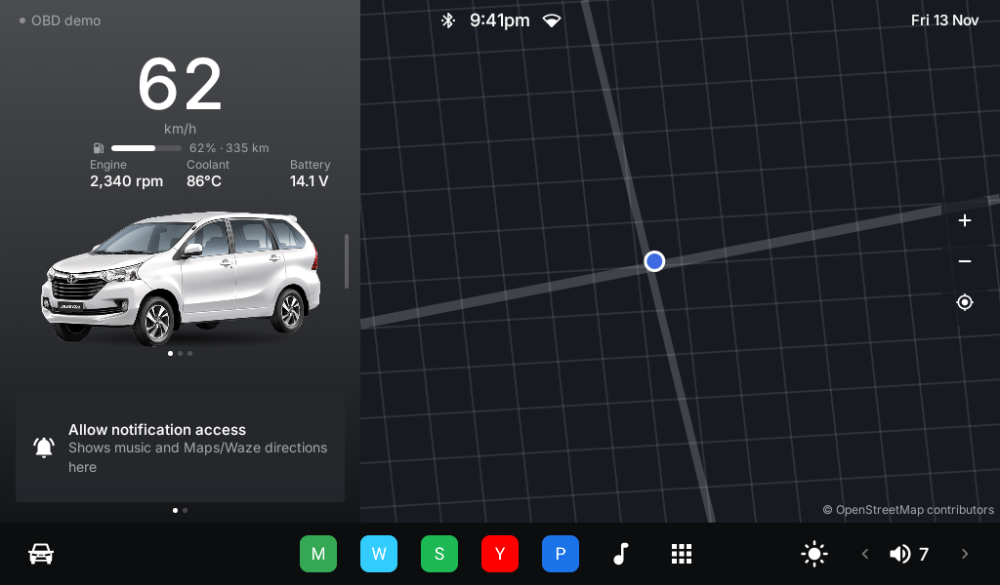 OBD demo
9:41pm
Fri 13 Nov
62
km/h
62% · 335 km
Engine
Coolant
Battery
2,340 rpm
86°C
14.1 V
Allow notification access
Shows music and Maps/Waze directions
here
© OpenStreetMap contributors
M
W
S
Y
P
7